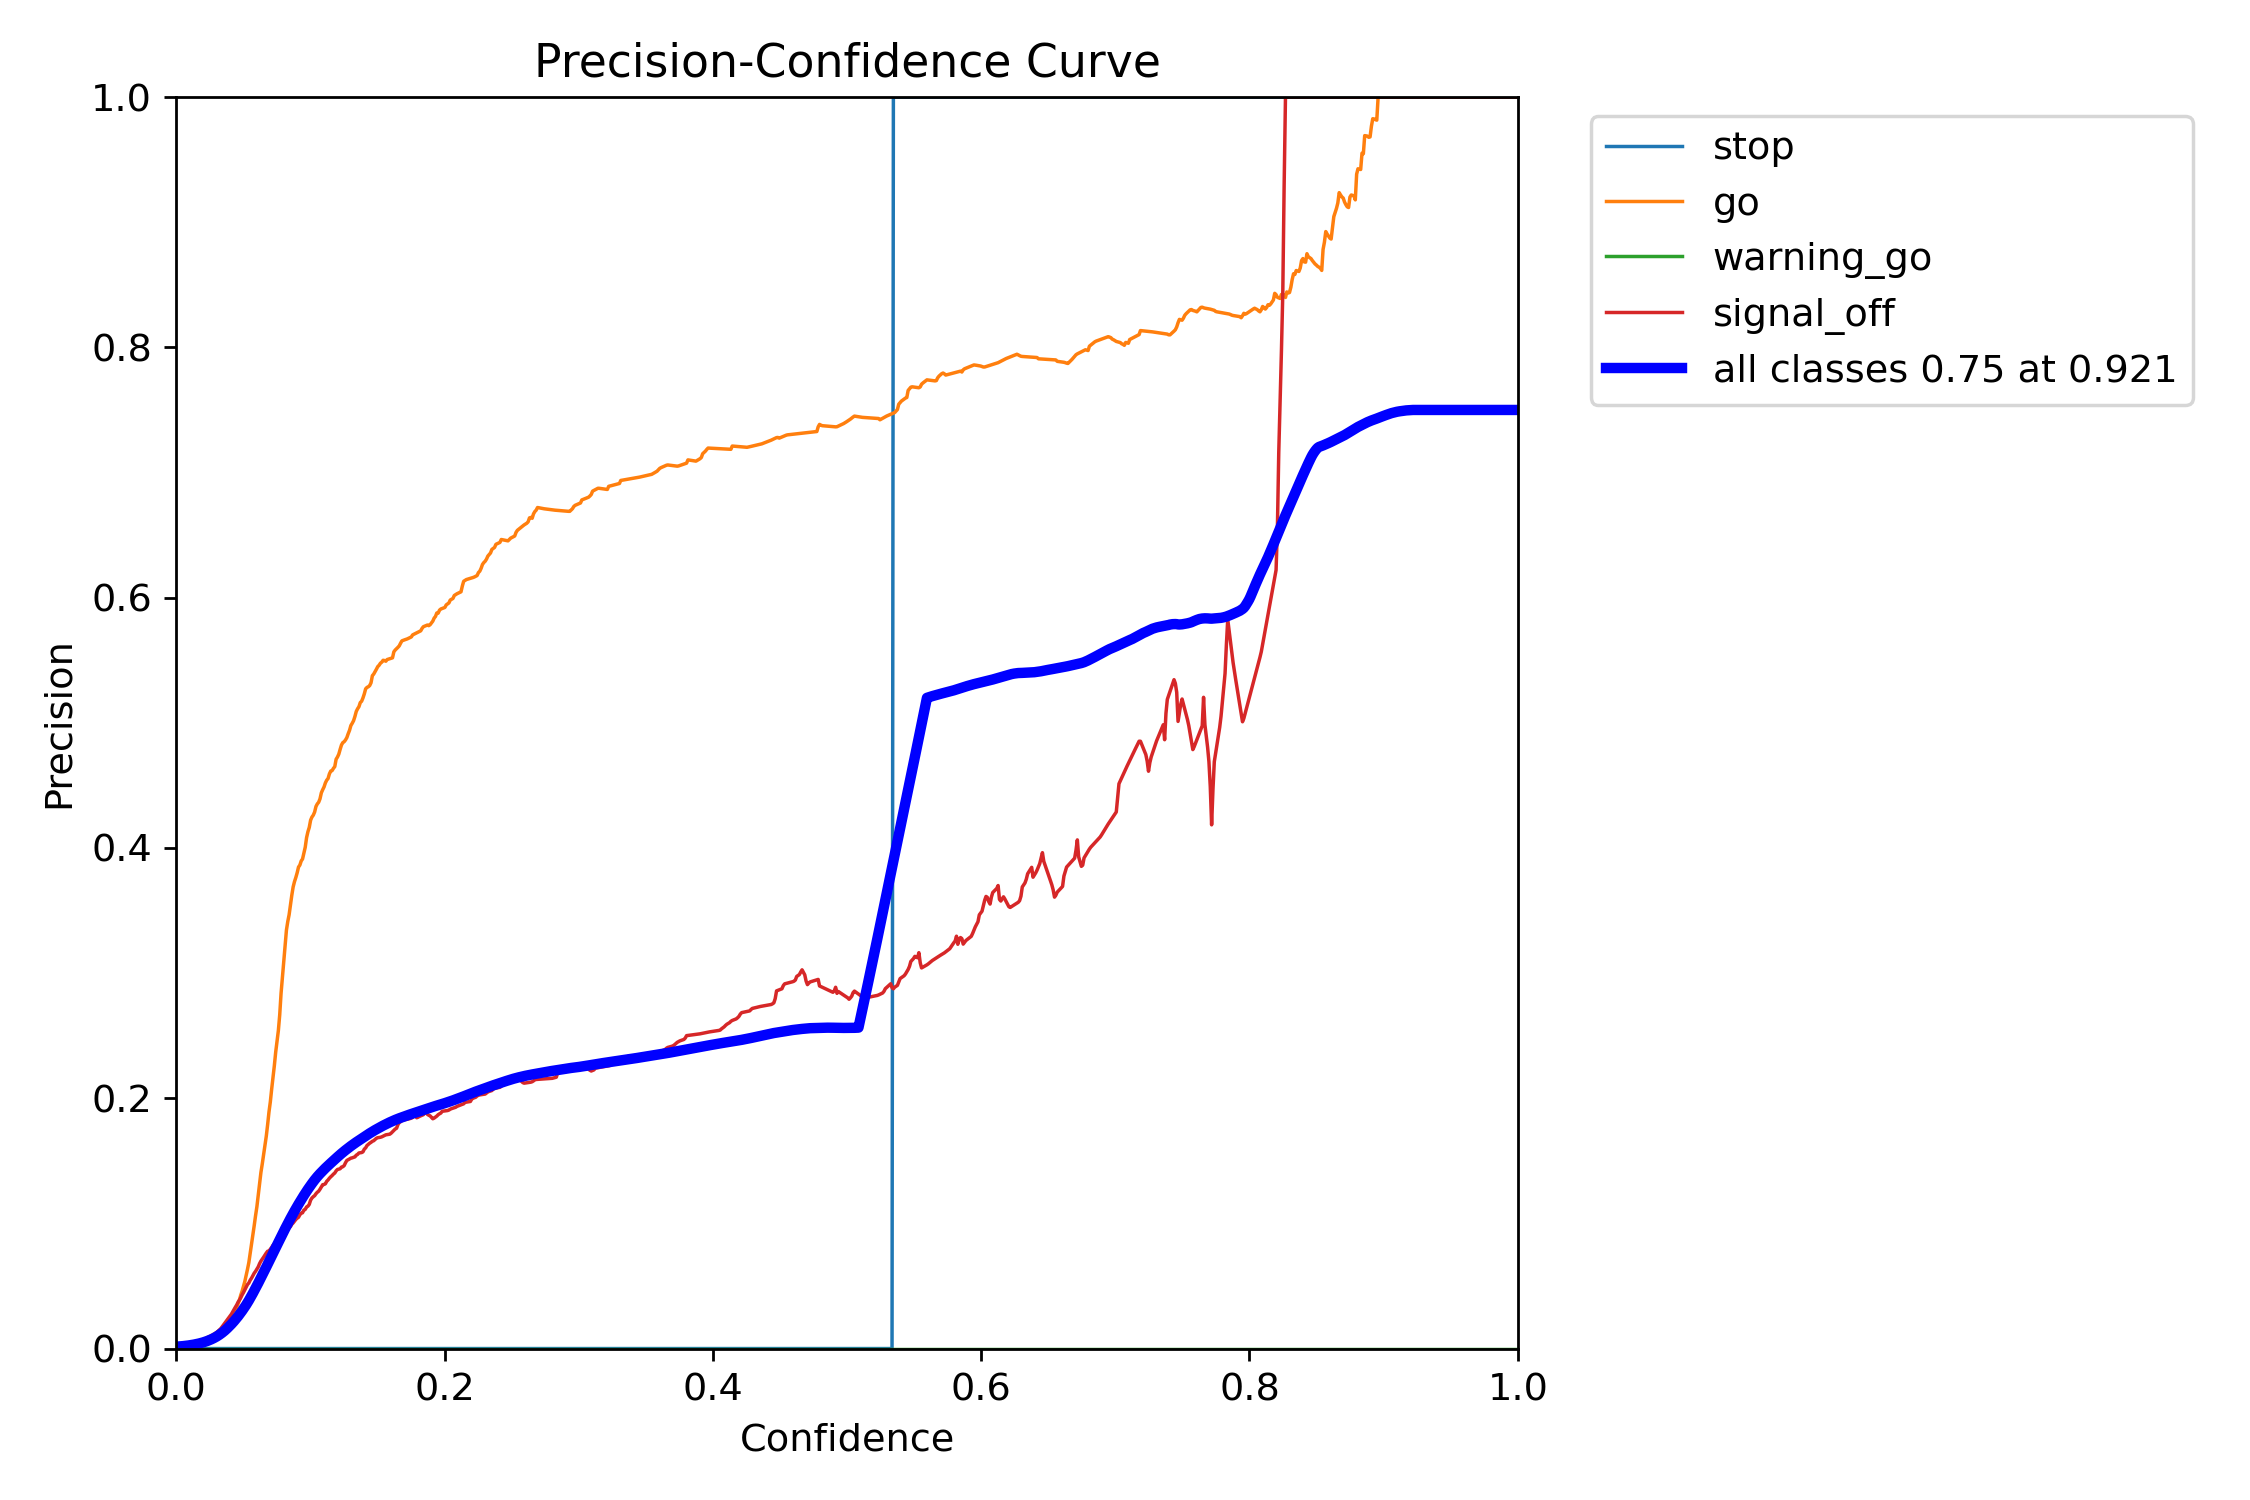 Precision-Confidence Curve
1.0
0.8
0.6
0.4
0.2
0.0
Precision
0.0 0.2 0.4 0.6 0.8 1.0
Confidence
stop
go
warning_go
signal_off
all classes 0.75 at 0.921